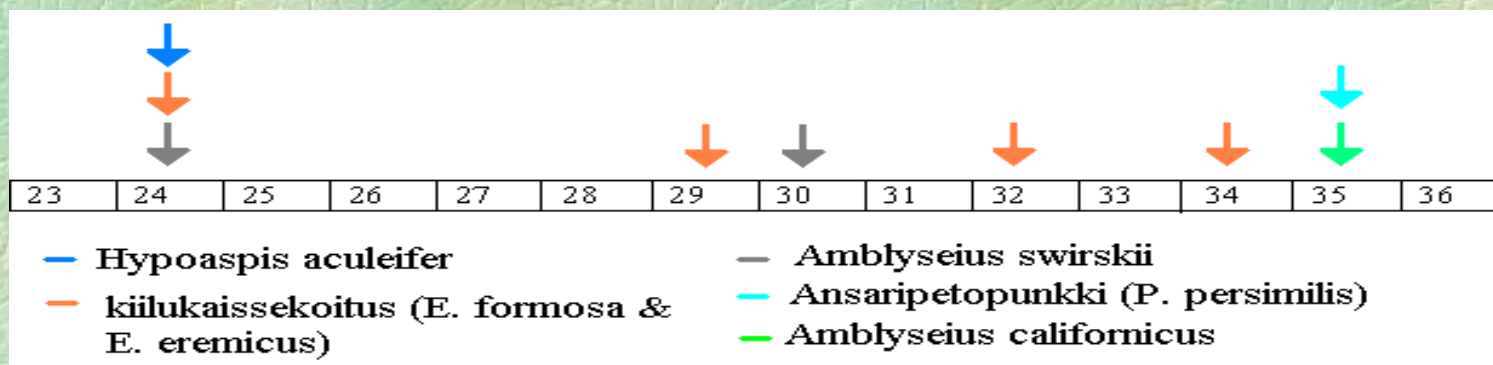 23 24 25 26 27 28 29 30 31 32 33 34 35 36
Hypoaspis aculeifer
kiilukaissekoitus (E. formosa &
E. eremicus)
Amblyseius swirskii
Ansaripetopunkki (P. persimilis)
Amblyseius californicus